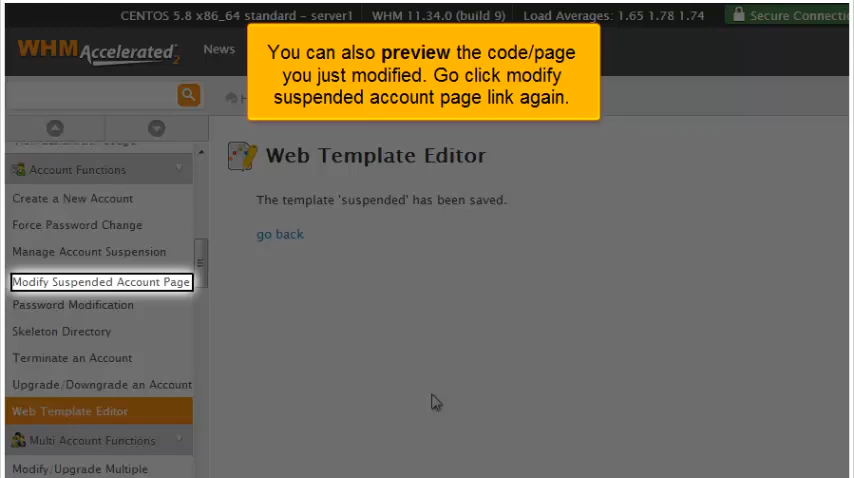 CENTOS 5.8 x86_64 standard – server1 WHM 11.34.0 (build 9) Load Averages: 1.65 1.78 1.74 Secure Connectio
WHM Accelerated 2
News
You can also preview the code/page
you just modified. Go click modify
suspended account page link again.
Account Functions
Create a New Account
Force Password Change
Manage Account Suspension
Modify Suspended Account Page
Password Modification
Skeleton Directory
Terminate an Account
Upgrade/Downgrade an Account
Web Template Editor
Multi Account Functions
Modify/Upgrade Multiple
Web Template Editor
The template 'suspended' has been saved.
go back